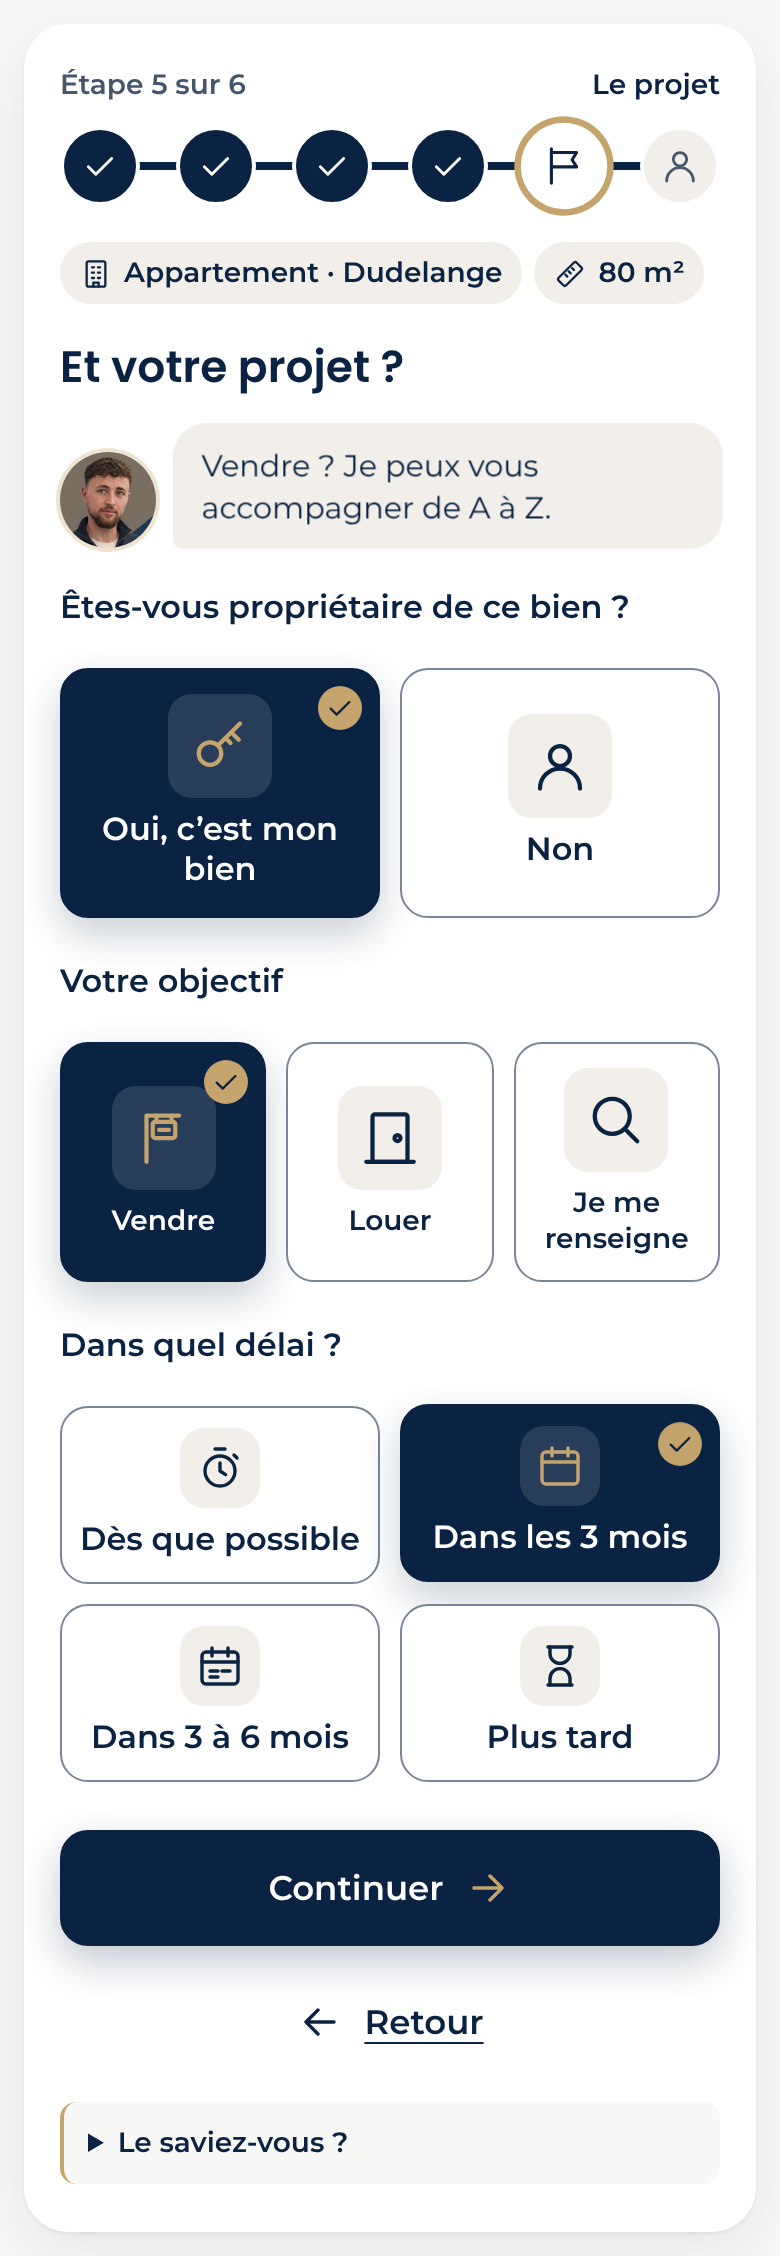 Étape 5 sur 6
Le projet
Appartement · Dudelange
80 m²
Et votre projet ?
Vendre ? Je peux vous
accompagner de A à Z.
Êtes-vous propriétaire de ce bien ?
Oui, c’est mon
bien
Non
Votre objectif
Vendre
Louer
Je me
renseigne
Dans quel délai ?
Dès que possible
Dans les 3 mois
Dans 3 à 6 mois
Plus tard
Continuer
Retour
Le saviez-vous ?